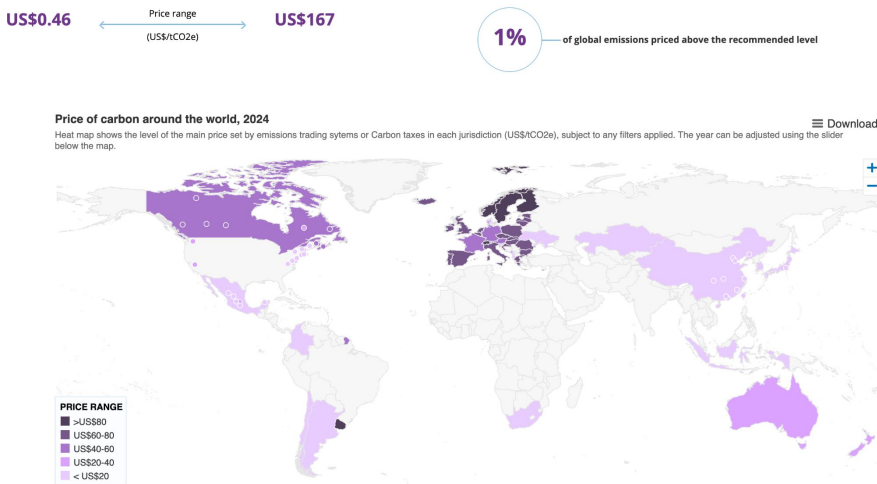 US$0.46
Price range
(US$/tCO2e)
US$167
1%
of global emissions priced above the recommended level
Price of carbon around the world, 2024
Download
Heat map shows the level of the main price set by emissions trading sytems or Carbon taxes in each jurisdiction (US$/tCO2e), subject to any filters applied. The year can be adjusted using the slider
below the map.
+
−
PRICE RANGE
>US$80
US$60-80
US$40-60
US$20-40
< US$20